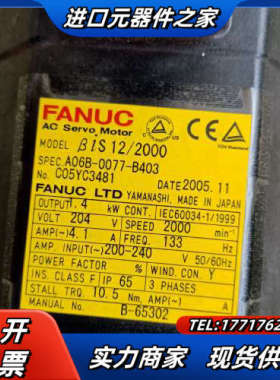 进口元器件之家
FANUC
AC Servo Motor
MODEL βiS 12/2000
SPEC. A06B-0077-B403
No. C05YC3481 DATE 2005.11
FANUC LTD YAMANASHI, MADE IN JAPAN
OUTPUT 1.4 kW CONT. IEC60034-1/1999
VOLT (~) 204 V SPEED 2000 min⁻¹
AMP(~) 4.1 A FREQ. 133 Hz
AMP INPUT(~) 200-240 V 50/60Hz
POWER FACTOR % WIND.CON. Y
INS. CLASS F IP 65 3 PHASES
STALL TRQ. 10.5 Nm, AMP(~) A
MANUAL No. B-65302
可开
票
TEL:1771762
实力商家 现货供